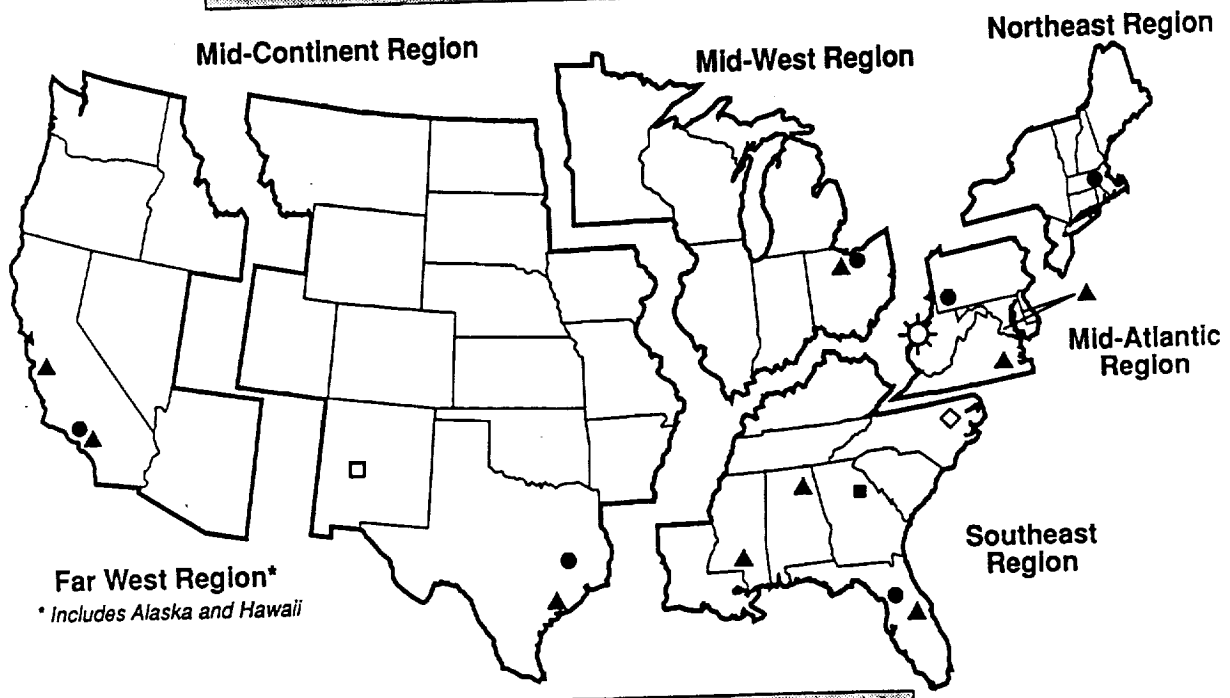 Northeast Region
Mid-Continent Region
Mid-West Region
Mid-Atlantic
Region
Southeast
Region
Far West Region*
* Includes Alaska and Hawaii